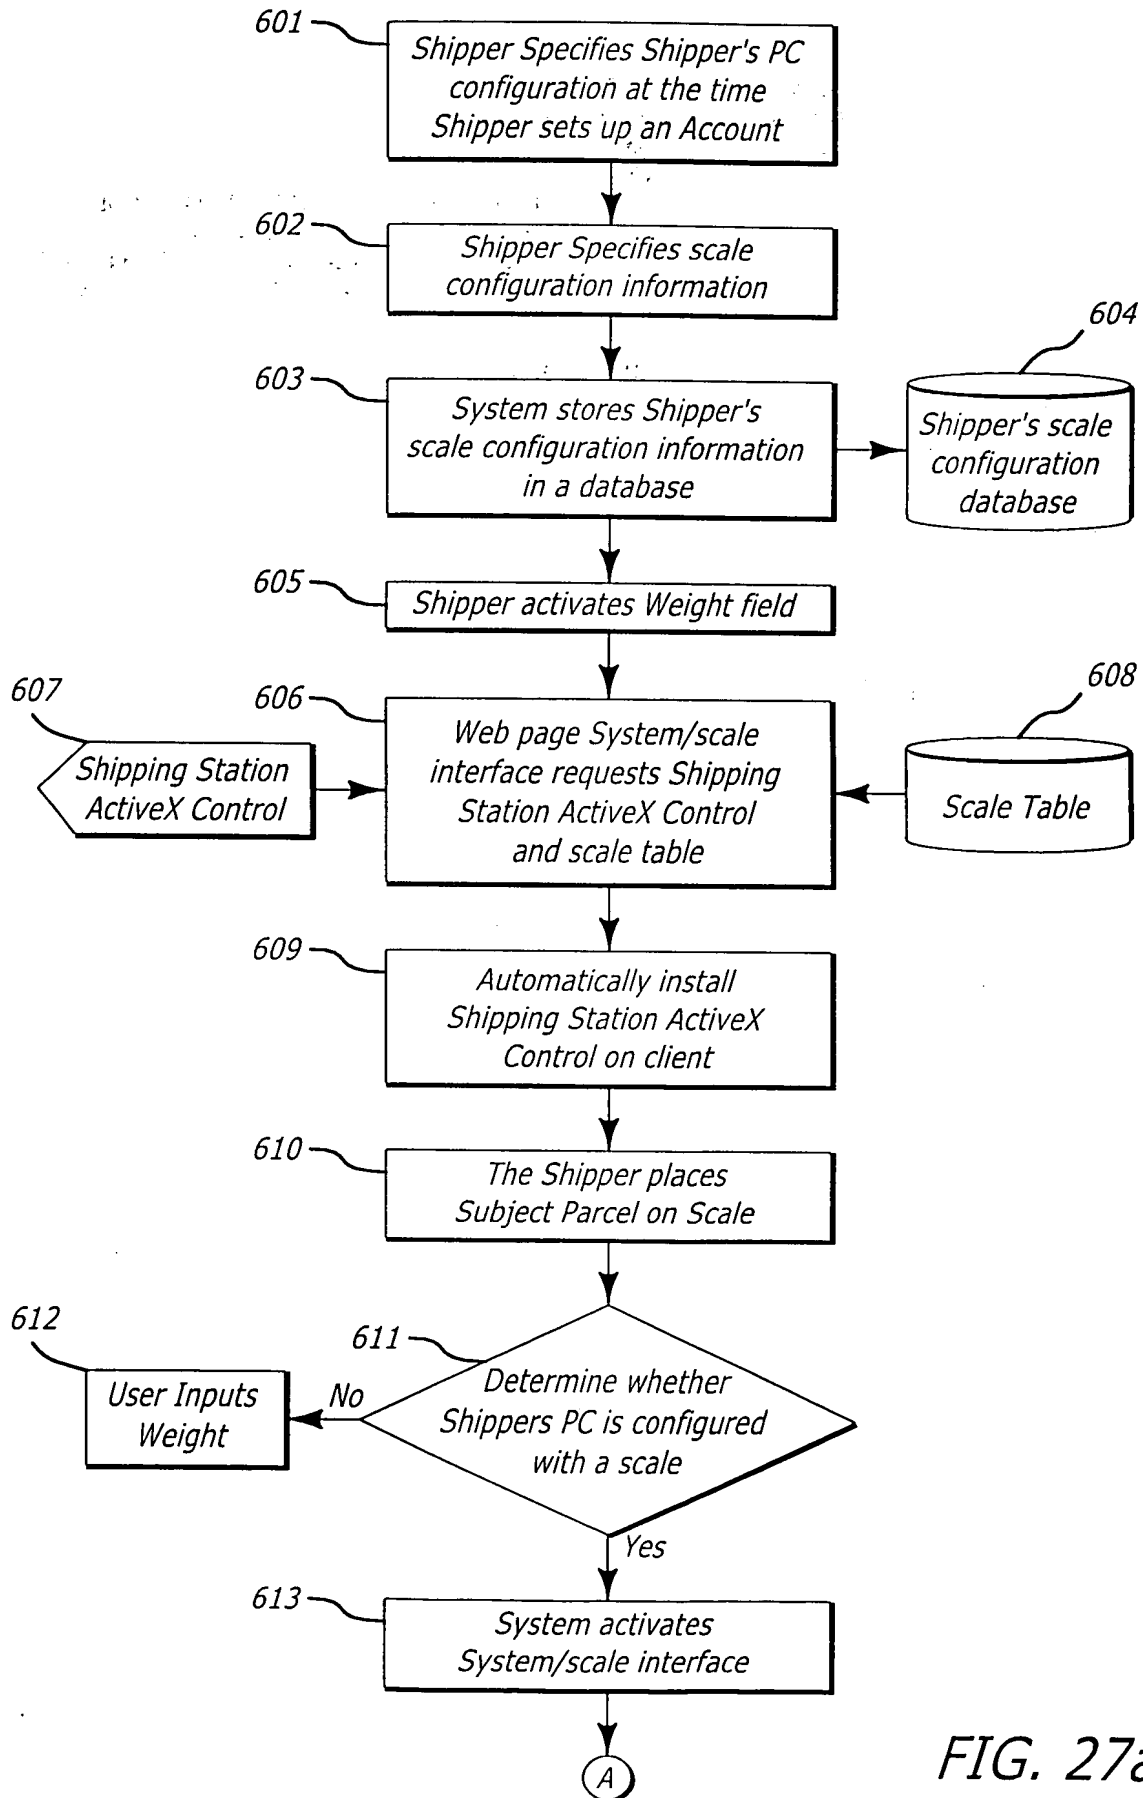 601
Shipper Specifies Shipper's PC
configuration at the time
Shipper sets up an Account
602
Shipper Specifies scale
configuration information
603
System stores Shipper's
scale configuration information
in a database
604
Shipper's scale
configuration
database
605
Shipper activates Weight field
606
Web page System/scale
interface requests Shipping
Station ActiveX Control
and scale table
607
Shipping Station
ActiveX Control
608
Scale Table
609
Automatically install
Shipping Station ActiveX
Control on client
610
The Shipper places
Subject Parcel on Scale
611
Determine whether
Shippers PC is configured
with a scale
No
612
User Inputs
Weight
Yes
613
System activates
System/scale interface
A
FIG. 27a